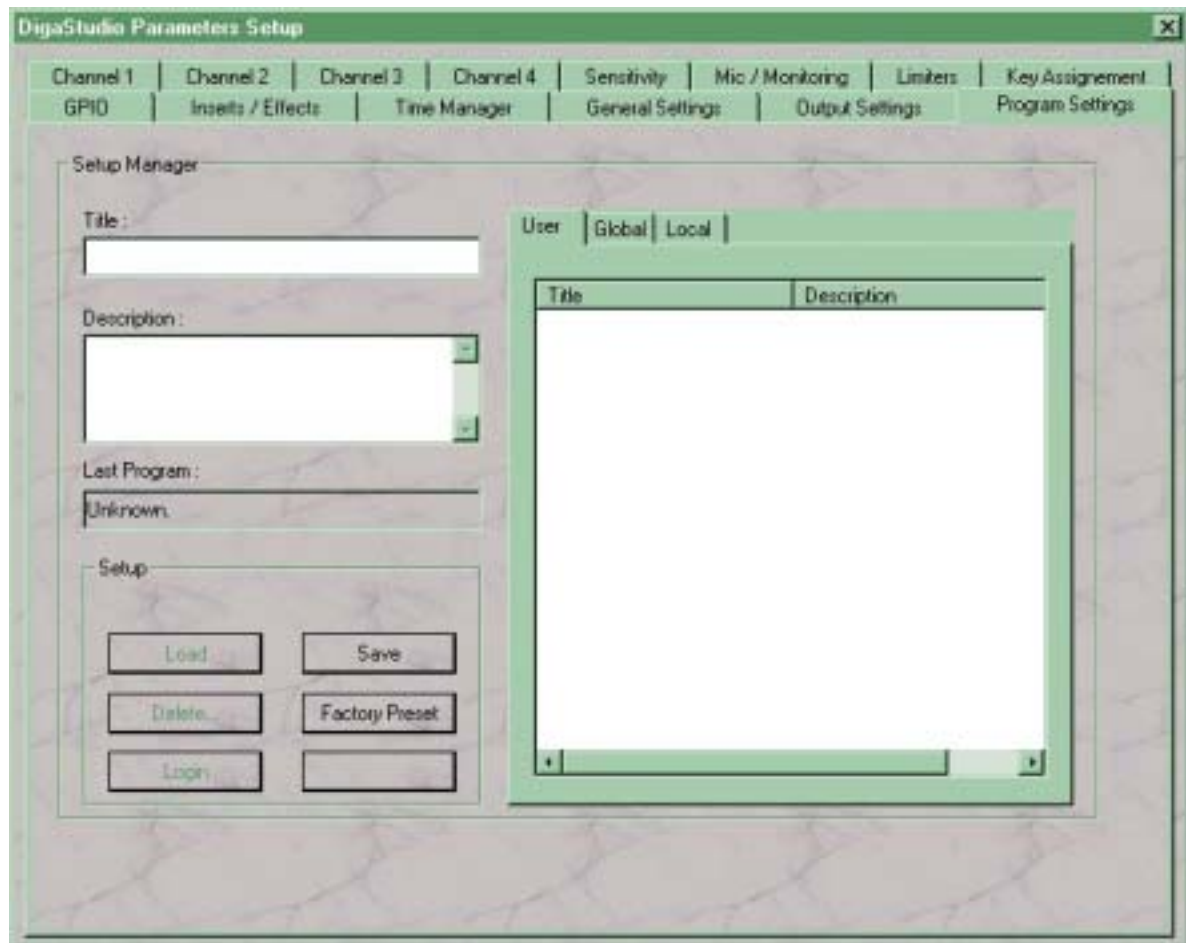 DigaStudio Parameters Setup
Channel 1 Channel 2 Channel 3 Channel 4 Sensitivity Mic / Monitoring Limiters Key Assignement
GPIO Inserts / Effects Time Manager General Settings Output Settings Program Settings
Setup Manager
Title :
User Global Local
Title Description
Description :
Last Program :
Unknown.
Setup
Load... Save
Delete... Factory Preset
Login